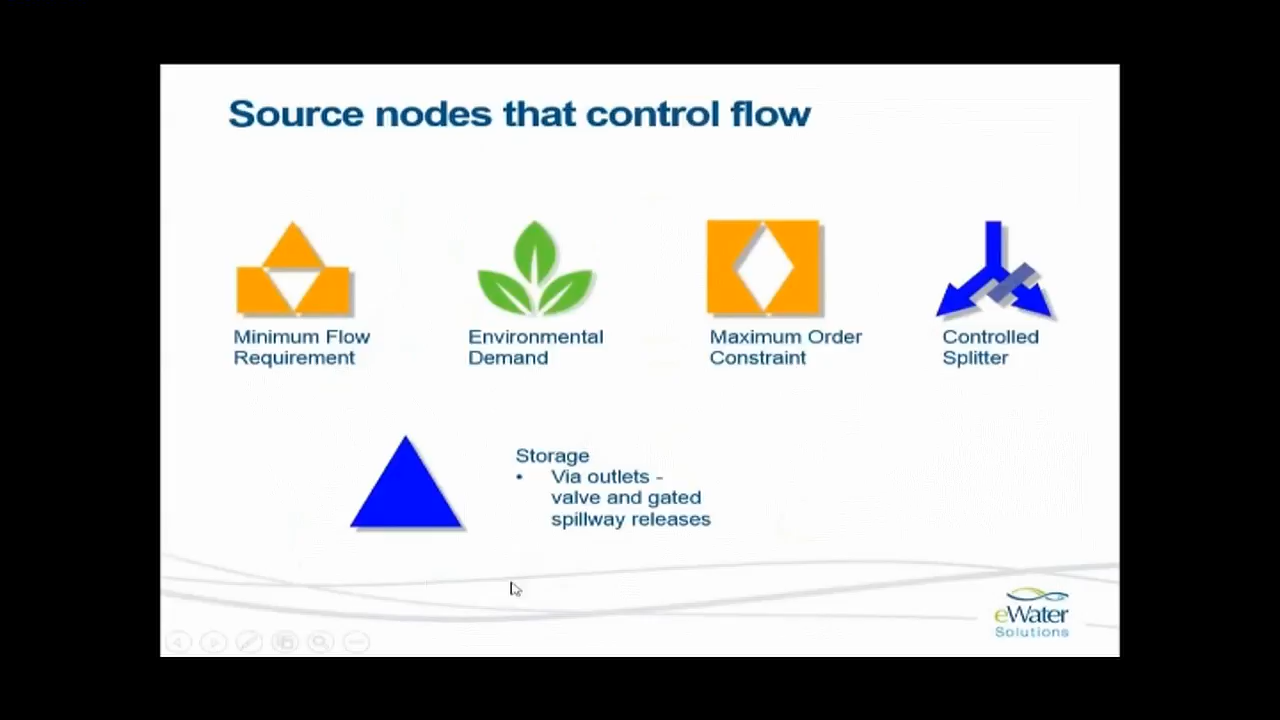 Source nodes that control flow
Minimum Flow
Requirement
Environmental
Demand
Maximum Order
Constraint
Controlled
Splitter
Storage
• Via outlets -
valve and gated
spillway releases
eWater
Solutions